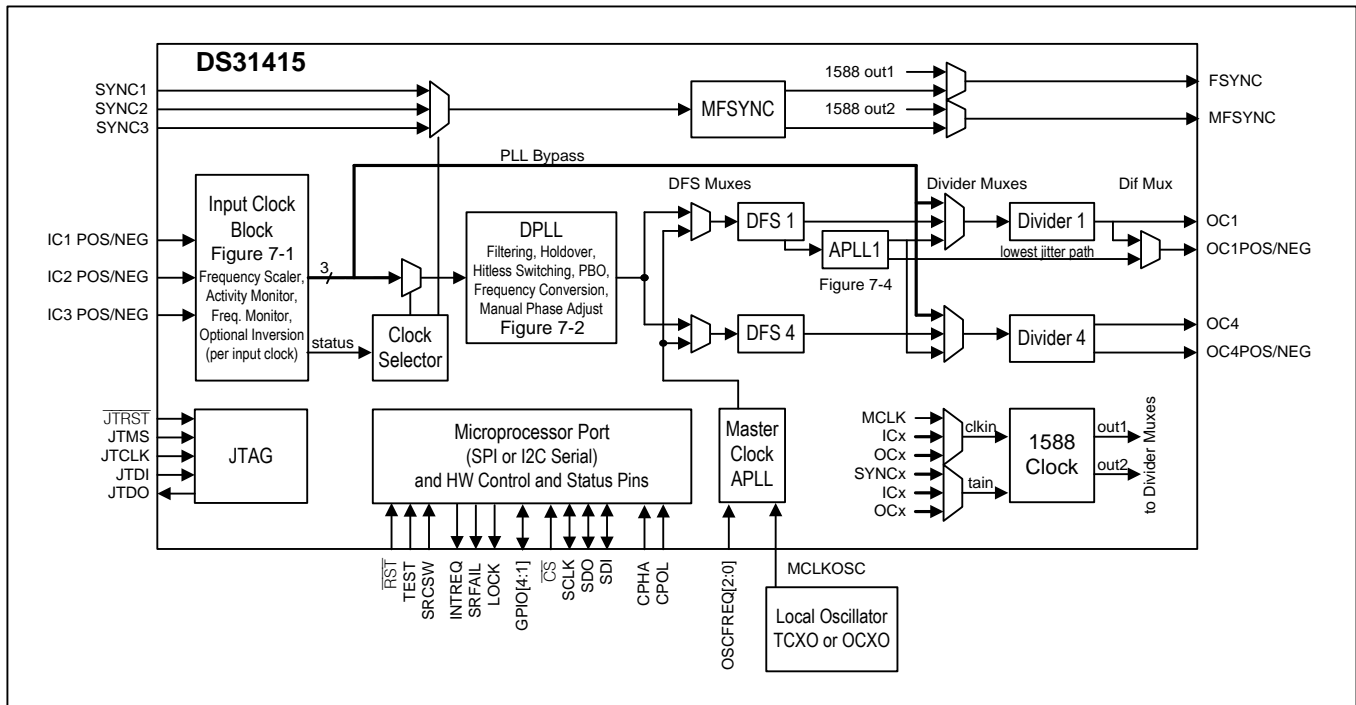 DS31415
SYNC1
SYNC2
SYNC3
1588 out1
1588 out2
MFSYNC
FSYNC
MFSYNC
PLL Bypass
DFS Muxes
Divider Muxes
Dif Mux
IC1 POS/NEG
IC2 POS/NEG
IC3 POS/NEG
Input Clock
Block
Figure 7-1
Frequency Scaler,
Activity Monitor,
Freq. Monitor,
Optional Inversion
(per input clock)
3
status
Clock
Selector
DPLL
Filtering, Holdover,
Hitless Switching, PBO,
Frequency Conversion,
Manual Phase Adjust
Figure 7-2
DFS 1
APLL1
Figure 7-4
DFS 4
Divider 1
lowest jitter path
Divider 4
OC1
OC1POS/NEG
OC4
OC4POS/NEG
JTRST
JTMS
JTCLK
JTDI
JTDO
JTAG
Microprocessor Port
(SPI or I2C Serial)
and HW Control and Status Pins
RST
TEST
SRCSW
INTREQ
SRFAIL
LOCK
GPIO[4:1]
CS
SCLK
SDO
SDI
CPHA
CPOL
Master
Clock
APLL
OSCFREQ[2:0]
MCLKOSC
Local Oscillator
TCXO or OCXO
MCLK
ICx
OCx
SYNCx
ICx
OCx
clkin
tain
1588
Clock
out1
out2
to Divider Muxes